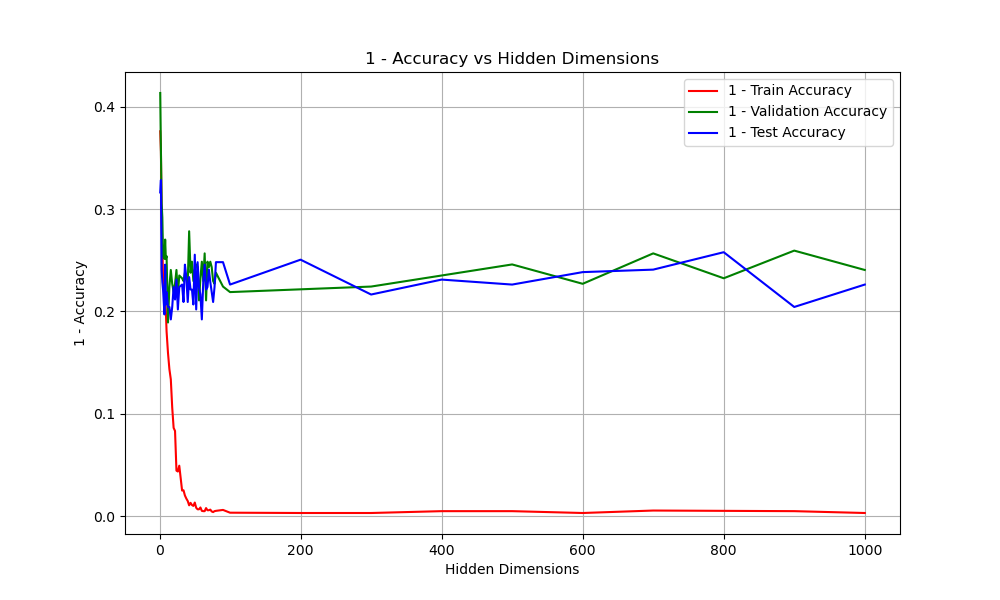 1 - Accuracy vs Hidden Dimensions
1 - Train Accuracy
1 - Validation Accuracy
1 - Test Accuracy
1 - Accuracy
0.4
0.3
0.2
0.1
0.0
0 200 400 600 800 1000
Hidden Dimensions